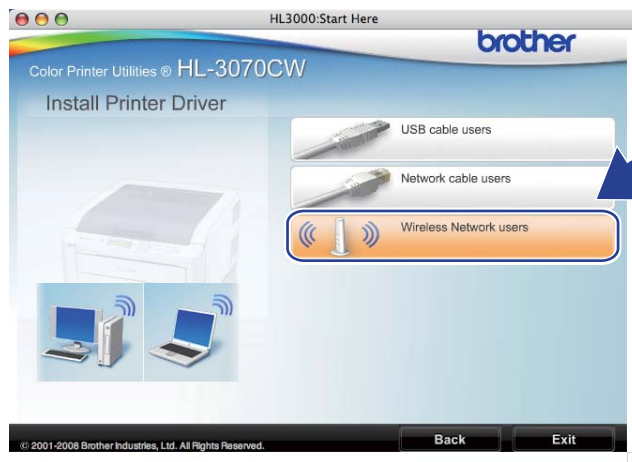 HL3000:Start Here
brother
Color Printer Utilities ® HL-3070CW
Install Printer Driver
USB cable users
Network cable users
Wireless Network users
© 2001-2008 Brother Industries, Ltd. All Rights Reserved.
Back
Exit